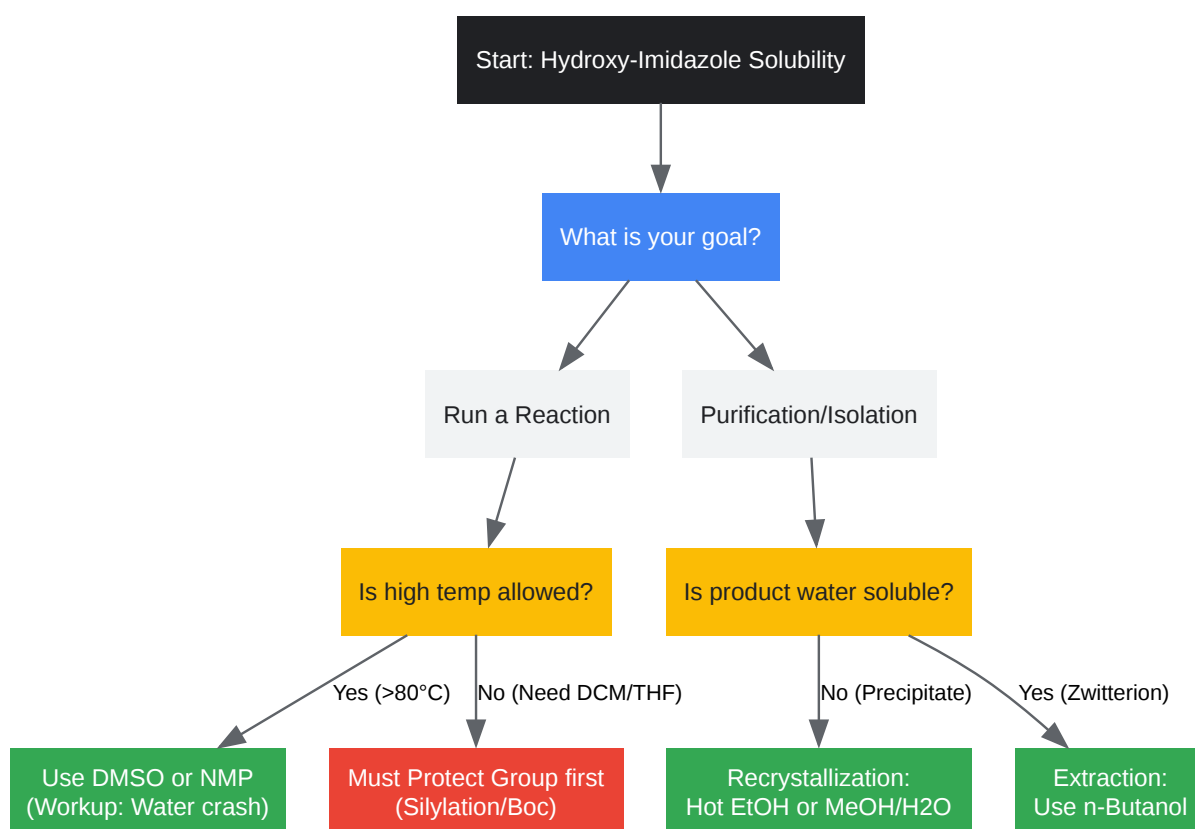 Start: Hydroxy-Imidazole Solubility
What is your goal?
Run a Reaction
Purification/Isolation
Is high temp allowed?
Is product water soluble?
Yes (>80°C)
No (Need DCM/THF)
No (Precipitate)
Yes (Zwitterion)
Use DMSO or NMP
(Workup: Water crash)
Must Protect Group first
(Silylation/Boc)
Recrystallization:
Hot EtOH or MeOH/H2O
Extraction:
Use n-Butanol